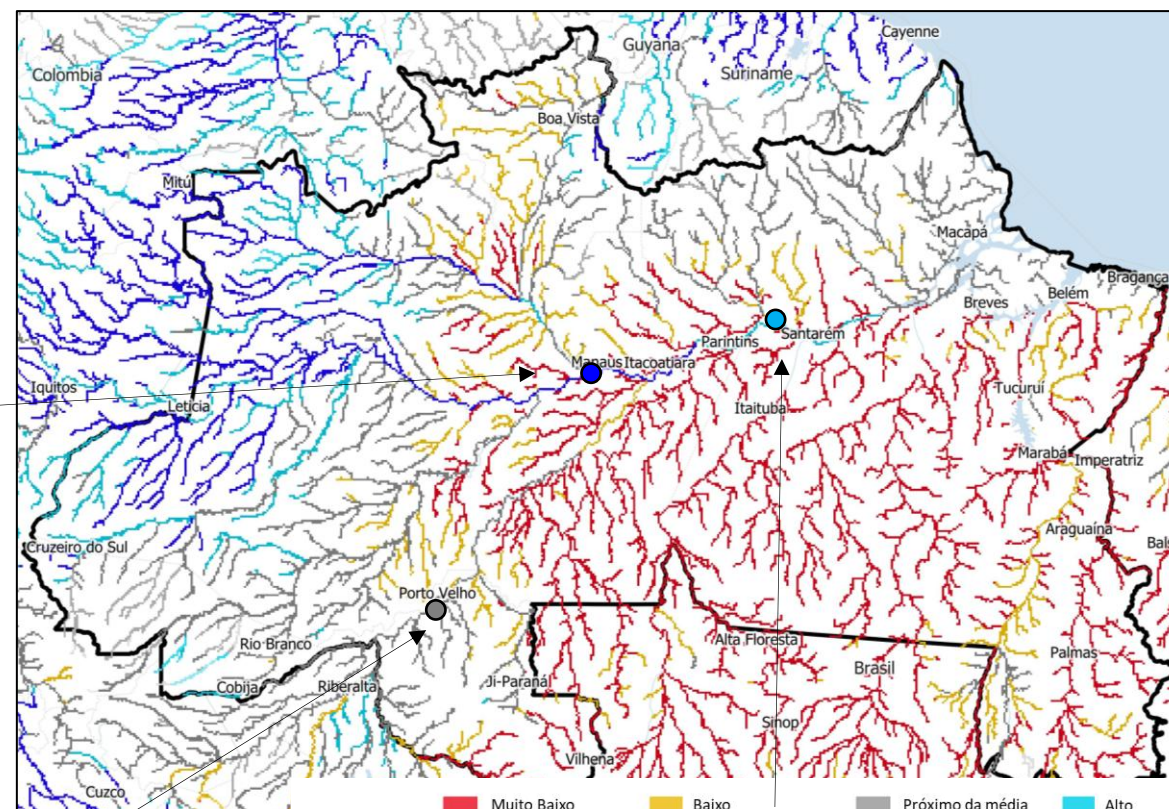 Cayenne
Guyana
Colombia
Suriname
Boa Vista
Mitú
Macapá
Bragança
Belém
Breves
Santarém
Parintins
Manaus
Itacoatiara
Iquitos
Tucuruí
Letícia
Itaituba
Marabá
Imperatriz
Araguaína
Cruzeiro do Sul
Bals
Porto Velho
Alta Floresta
Rio Branco
Palmas
Brasil
Cobija
Riberalta
Ji-Paraná
Sinop
Vilhena
Cuzco
Muito Baixo Baixo Próximo da média Alto